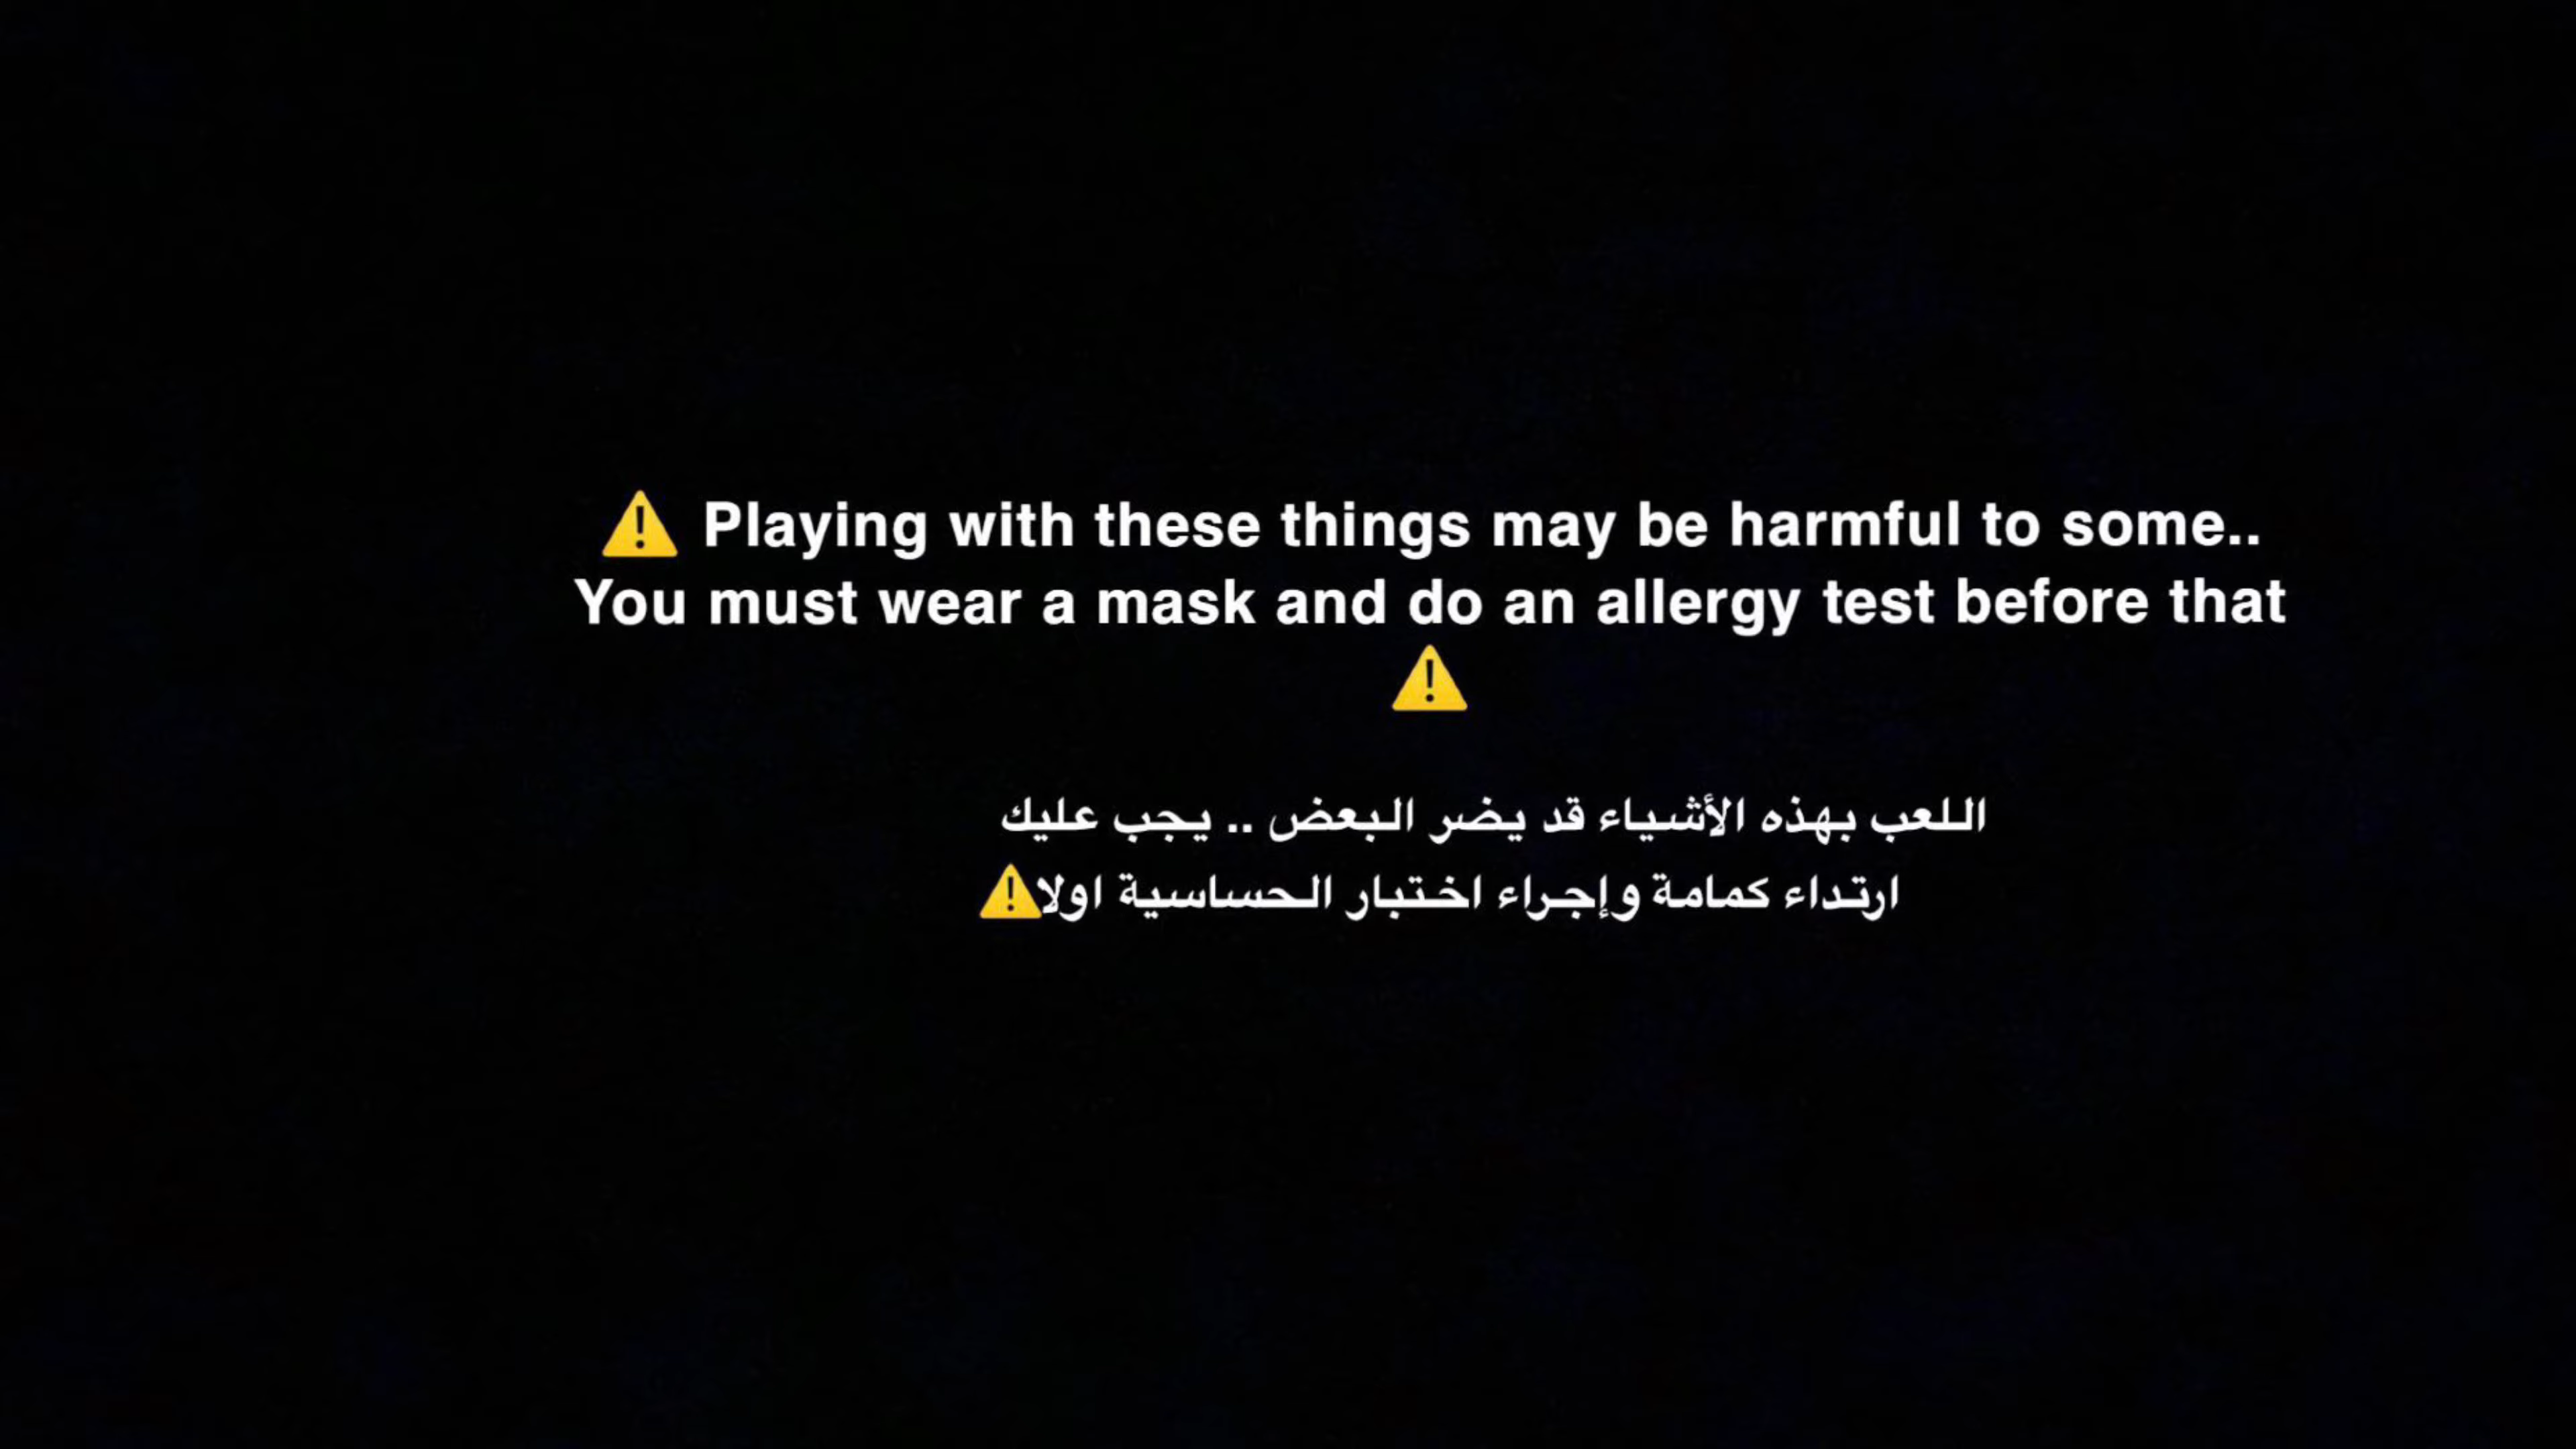 ⚠️ Playing with these things may be harmful to some..
You must wear a mask and do an allergy test before that
⚠️
اللعب بهذه الأشياء قد يضر البعض .. يجب عليك
ارتداء كمامة وإجراء اختبار الحساسية اولا⚠️